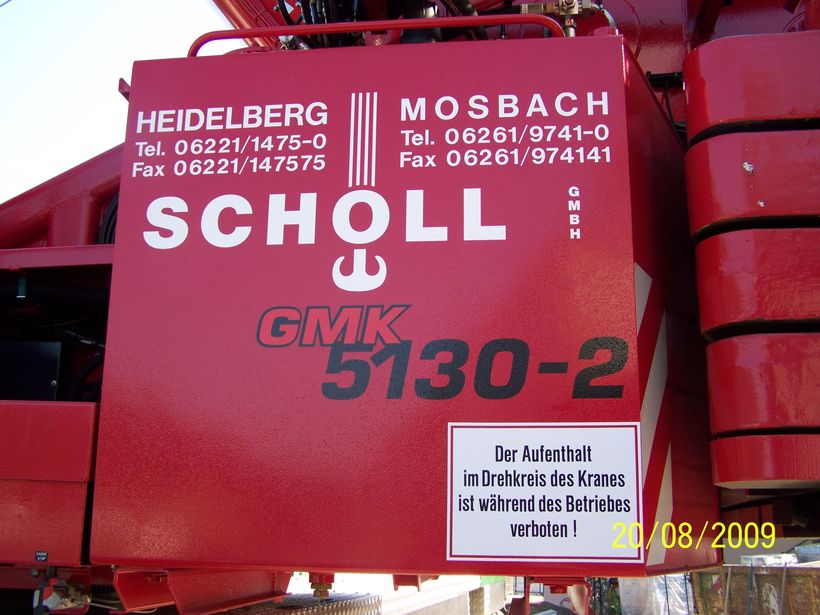 HEIDELBERG
Tel. 06221/1475-0
Fax 06221/147575
MOSBACH
Tel. 06261/9741-0
Fax 06261/974141
SCHOLL
GMBH
GMK
5130-2
Der Aufenthalt
im Drehkreis des Kranes
ist während des Betriebes
verboten !
20/08/2009